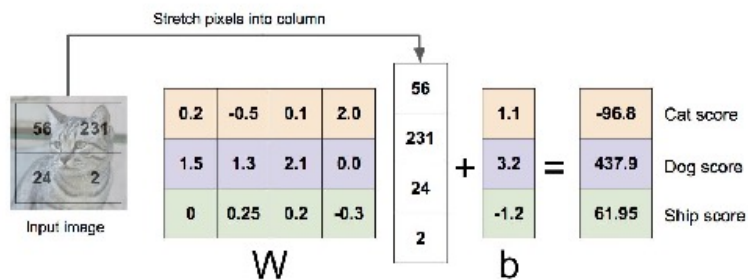 Stretch pixels into column
56 231
24 2
Input image
0.2 -0.5 0.1 2.0
1.5 1.3 2.1 0.0
0 0.25 0.2 -0.3
W
56
231
24
2
+
1.1
3.2
-1.2
b
=
-96.8 Cat score
437.9 Dog score
61.95 Ship score